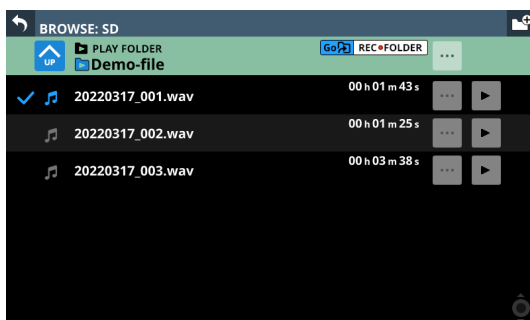 BROWSE: SD
UP
PLAY FOLDER
Demo-file
Go REC●FOLDER
...
20220317_001.wav
00 h 01 m 43 s
...
20220317_002.wav
00 h 01 m 25 s
...
20220317_003.wav
00 h 03 m 38 s
...